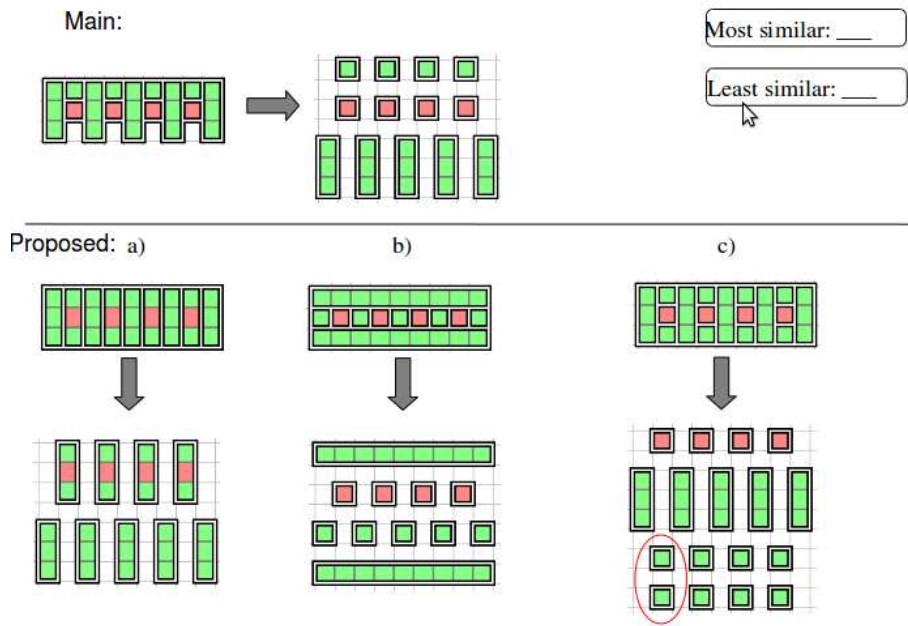 Main:
Most similar: ___
Least similar: ___
Proposed: a) b) c)